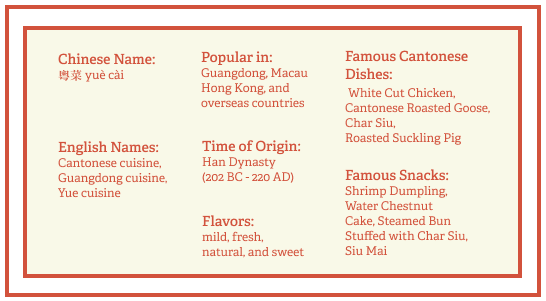 Chinese Name:
粤菜 yuè cài
English Names:
Cantonese cuisine,
Guangdong cuisine,
Yue cuisine
Popular in:
Guangdong, Macau
Hong Kong, and
overseas countries
Time of Origin:
Han Dynasty
(202 BC - 220 AD)
Flavors:
mild, fresh,
natural, and sweet
Famous Cantonese
Dishes:
White Cut Chicken,
Cantonese Roasted Goose,
Char Siu,
Roasted Suckling Pig
Famous Snacks:
Shrimp Dumpling,
Water Chestnut
Cake, Steamed Bun
Stuffed with Char Siu,
Siu Mai